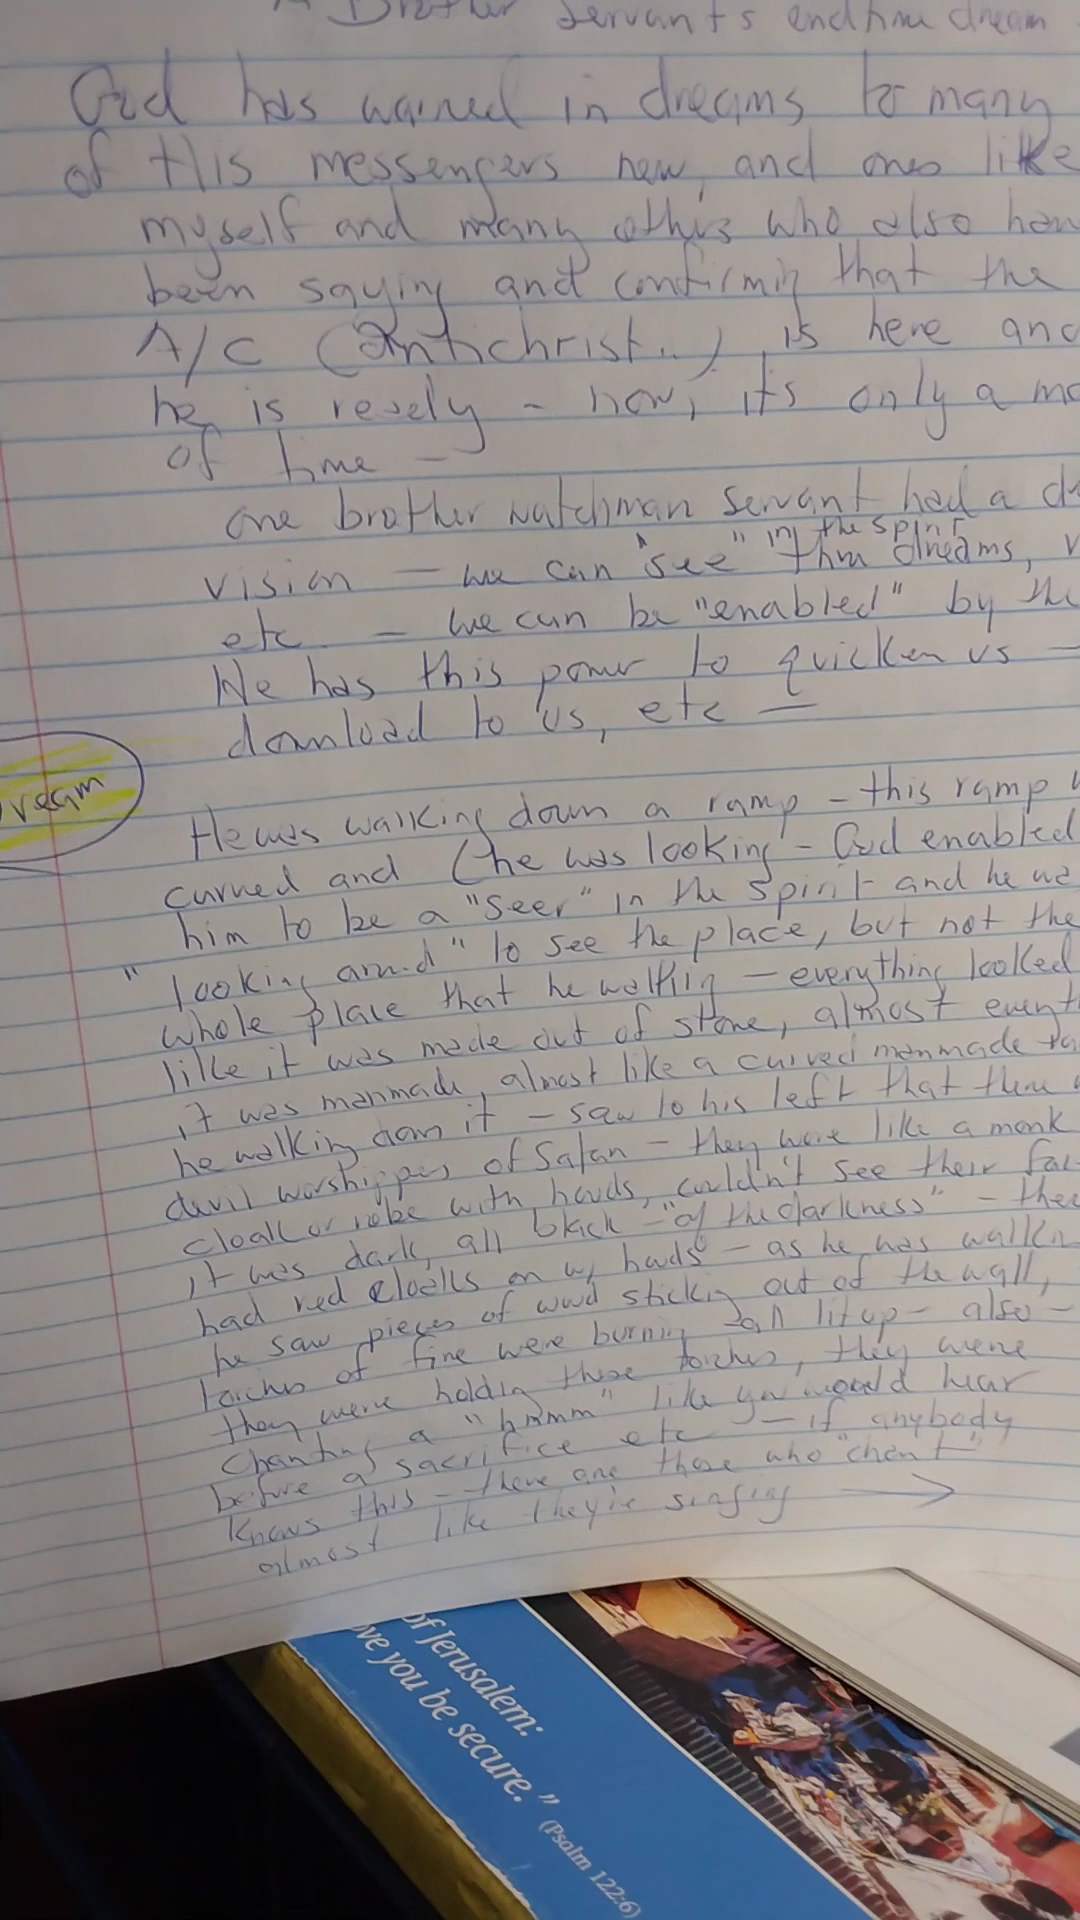 Brother Servant's endtime dream
God has warned in dreams to many
of His messengers new, and ones like
myself and many others who also have
been saying and confirming that the
A/C (Antichrist..) is here and
he is ready - now, it's only a
of time -
one brother watchman servant had a
vision - we can "see" in the spirit thru dreams,
etc. - we can be "enabled" by the
He has this power to quicken us -
download to us, etc -
Dream
He was walking down a ramp - this ramp
curved and (he was looking - God enabled
him to be a "seer" in the spirit and he
"looking around" to see the place, but not the
whole place that he walking - everything looked
like it was made out of stone, almost
it was manmade, almost like a curved manmade
he walking down it - saw to his left that there
devil worshippers of Satan - they were like a monk
cloak or robe with hoods, couldn't see their
it was dark, all black - "of the darkness" -
had red cloaks on w/ hoods - as he was walking
he saw pieces of wood sticking out of the wall,
torches of fire were burning all lit up - also -
they were holding these torches, they were
chanting a "hmmm" like you would hear
before a sacrifice etc - if anybody
knows this - there are those who "chant"
almost like they're singing →
of Jerusalem:
ove you be secure."
(Psalm 122:6)